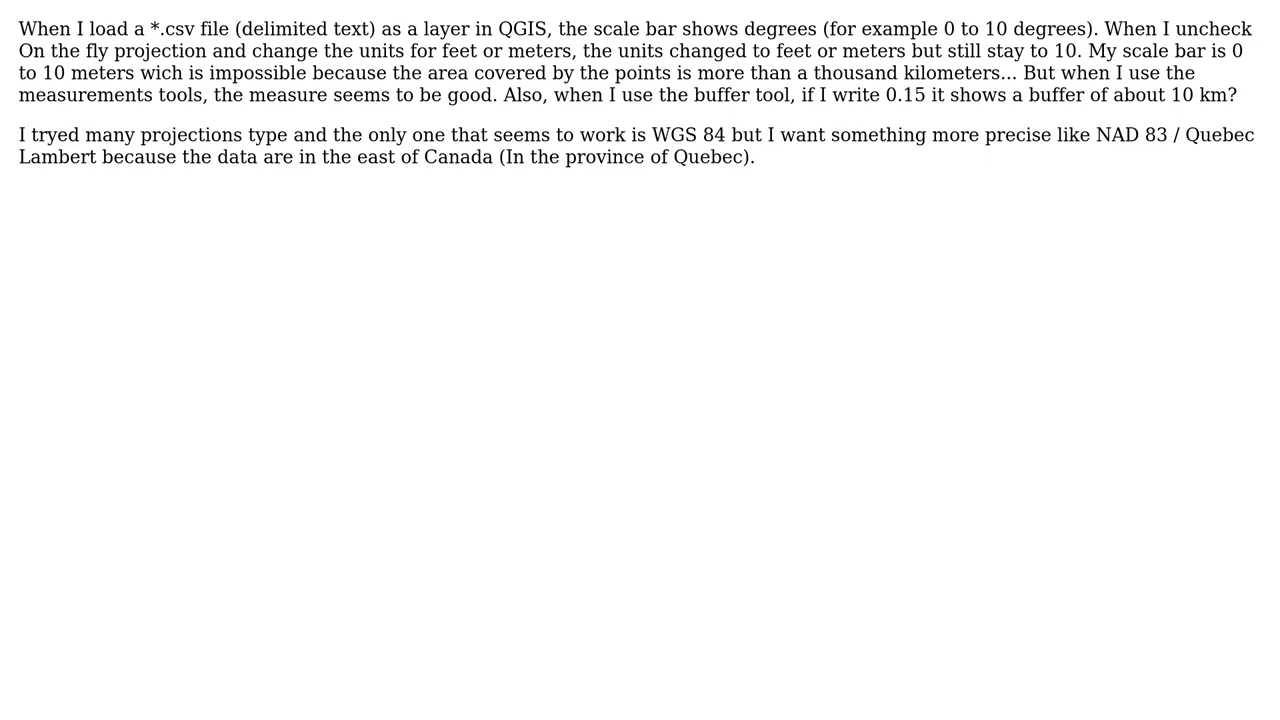 When I load a *.csv file (delimited text) as a layer in QGIS, the scale bar shows degrees (for example 0 to 10 degrees). When I uncheck
On the fly projection and change the units for feet or meters, the units changed to feet or meters but still stay to 10. My scale bar is 0
to 10 meters wich is impossible because the area covered by the points is more than a thousand kilometers... But when I use the
measurements tools, the measure seems to be good. Also, when I use the buffer tool, if I write 0.15 it shows a buffer of about 10 km?
I tryed many projections type and the only one that seems to work is WGS 84 but I want something more precise like NAD 83 / Quebec
Lambert because the data are in the east of Canada (In the province of Quebec).